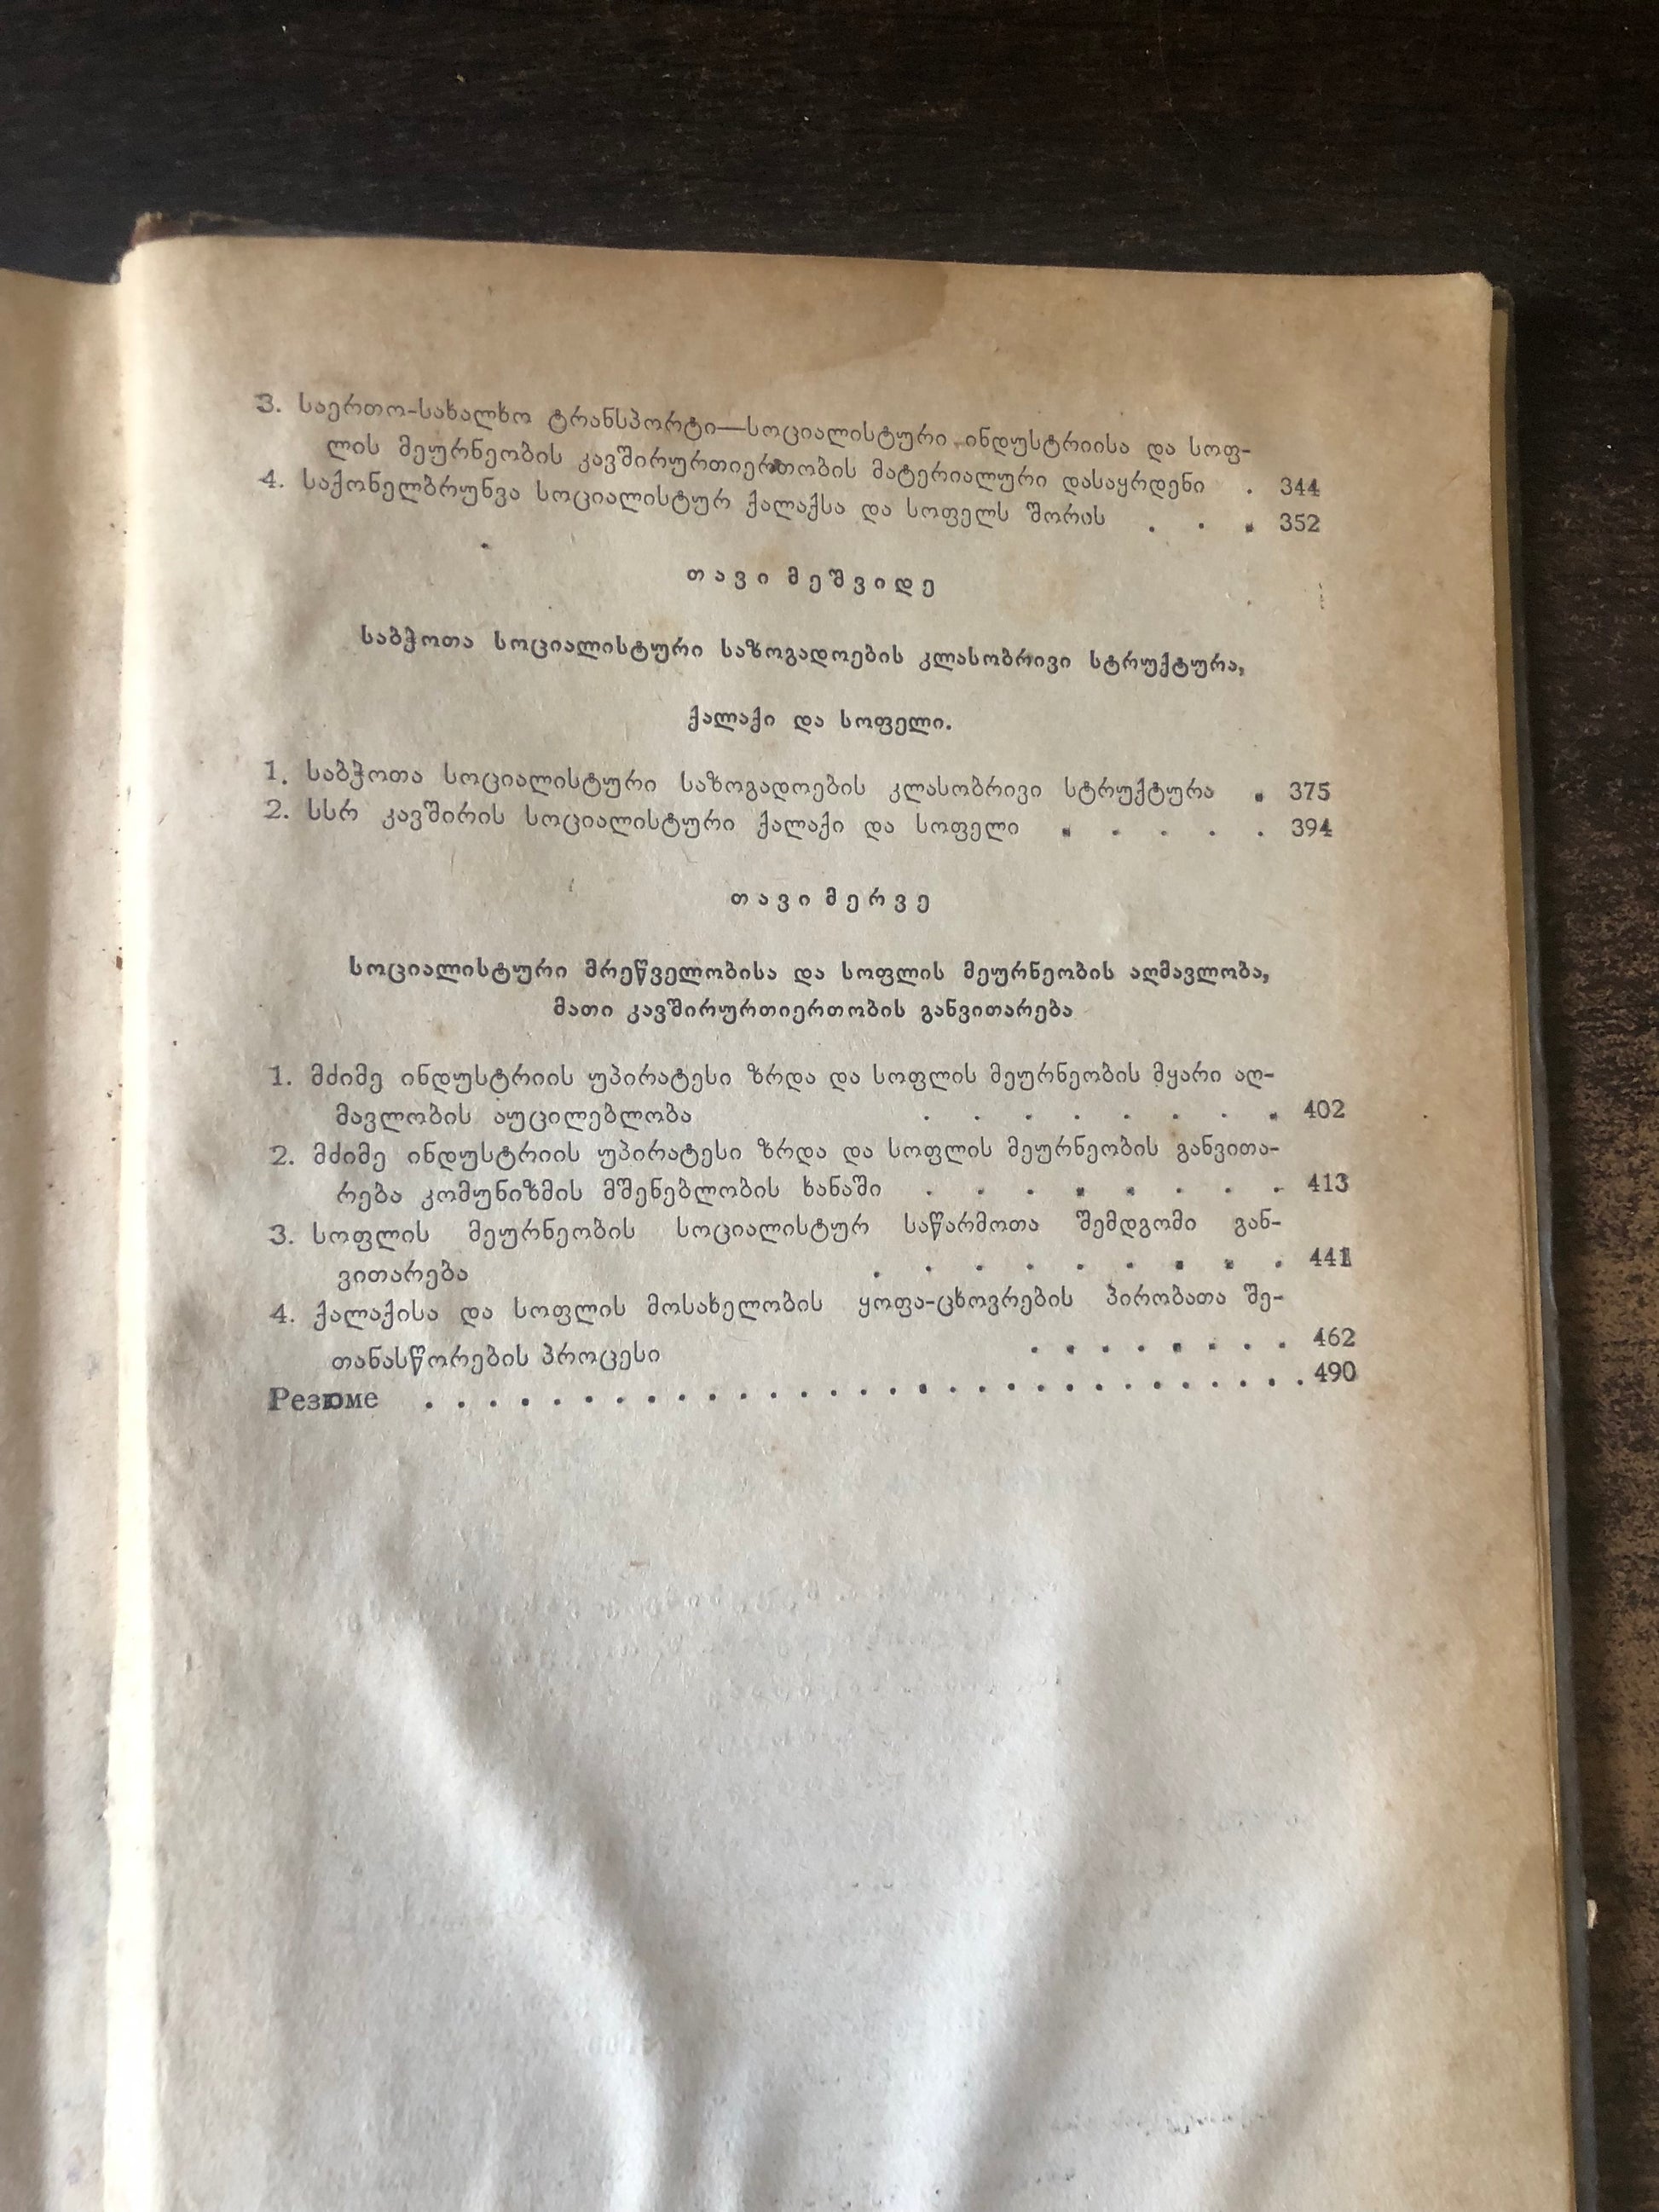 3. საერთო-სახალხო ტრანსპორტი—სოციალისტური ინდუსტრიისა და სოფ-
ლის მეურნეობის კავშირურთიერთობის მატერიალური დასაყრდენი . 344
4. საქონელბრუნვა სოციალისტურ ქალაქსა და სოფელს შორის . . . 352
თავი მეშვიდე
საბჭოთა სოციალისტური საზოგადოების კლასობრივი სტრუქტურა,
ქალაქი და სოფელი.
1. საბჭოთა სოციალისტური საზოგადოების კლასობრივი სტრუქტურა . 375
2. სსრ კავშირის სოციალისტური ქალაქი და სოფელი . . . . . 394
თავი მერვე
სოციალისტური მრეწველობისა და სოფლის მეურნეობის აღმავლობა,
მათი კავშირურთიერთობის განვითარება
1. მძიმე ინდუსტრიის უპირატესი ზრდა და სოფლის მეურნეობის მყარი აღ-
მავლობის აუცილებლობა . . . . . . . . 402
2. მძიმე ინდუსტრიის უპირატესი ზრდა და სოფლის მეურნეობის განვითა-
რება კომუნიზმის მშენებლობის ხანაში . . . . . . . . 413
3. სოფლის მეურნეობის სოციალისტურ საწარმოთა შემდგომი გან-
ვითარება . . . . . . . . . 441
4. ქალაქისა და სოფლის მოსახელობის ყოფა-ცხოვრების პირობათა შე-
თანასწორების პროცესი . . . . . . . . 462
Резюме . . . . . . . . . . . . . . . . . . . . . . . . . . . . 490